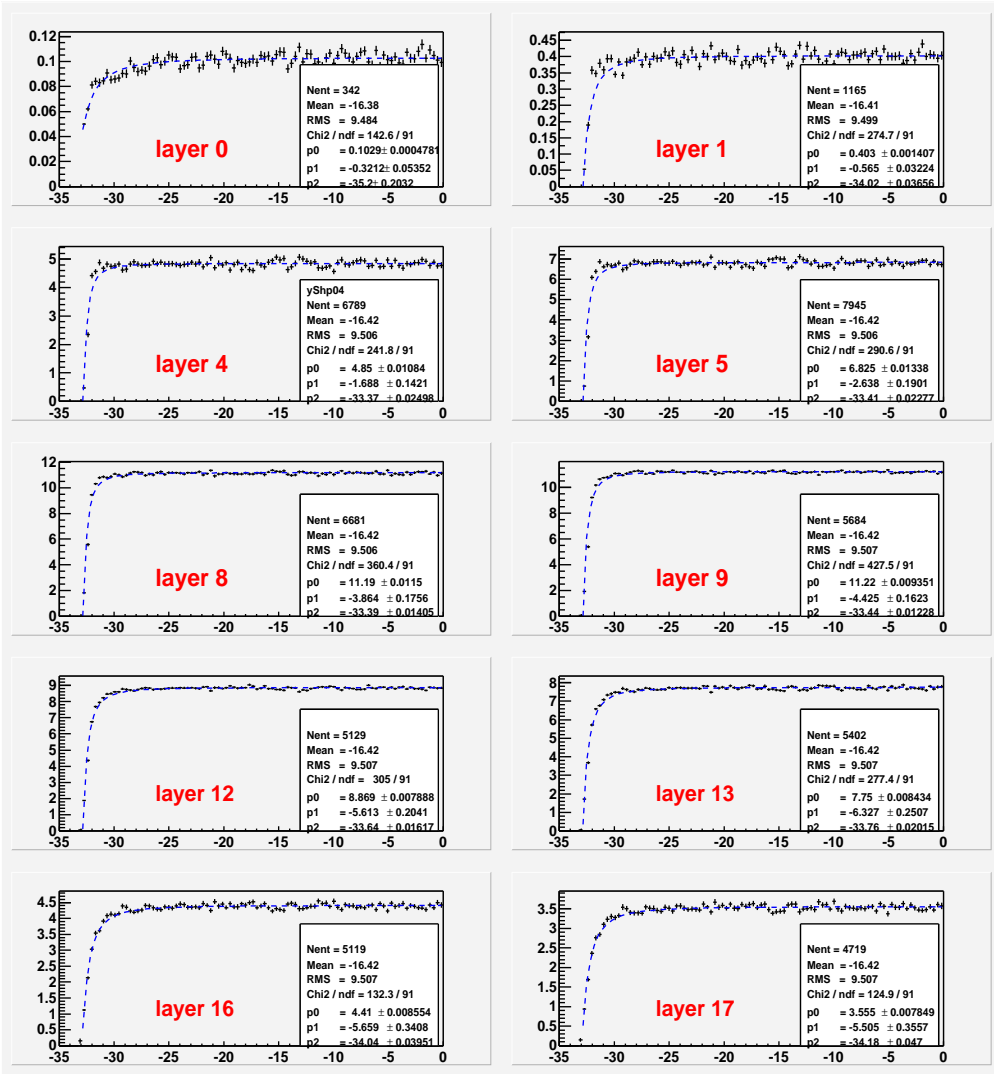 0.12
0.1
0.08
0.06
0.04
0.02
0
-35 -30 -25 -20 -15 -10 -5 0
layer 0
Nent = 342
Mean = -16.38
RMS = 9.484
Chi2 / ndf = 142.6 / 91
p0 = 0.1029± 0.0004781
p1 = -0.3212± 0.05352
p2 = -35.2± 0.2032
0.45
0.4
0.35
0.3
0.25
0.2
0.15
0.1
0.05
0
-35 -30 -25 -20 -15 -10 -5 0
layer 1
Nent = 1165
Mean = -16.41
RMS = 9.499
Chi2 / ndf = 274.7 / 91
p0 = 0.403 ± 0.001407
p1 = -0.565 ± 0.03224
p2 = -34.02 ± 0.03656
5
4
3
2
1
0
-35 -30 -25 -20 -15 -10 -5 0
layer 4
yShp04
Nent = 6789
Mean = -16.42
RMS = 9.506
Chi2 / ndf = 241.8 / 91
p0 = 4.85 ± 0.01084
p1 = -1.688 ± 0.1421
p2 = -33.37 ± 0.02498
7
6
5
4
3
2
1
0
-35 -30 -25 -20 -15 -10 -5 0
layer 5
Nent = 7945
Mean = -16.42
RMS = 9.506
Chi2 / ndf = 290.6 / 91
p0 = 6.825 ± 0.01338
p1 = -2.638 ± 0.1901
p2 = -33.41 ± 0.02277
12
10
8
6
4
2
0
-35 -30 -25 -20 -15 -10 -5 0
layer 8
Nent = 6681
Mean = -16.42
RMS = 9.506
Chi2 / ndf = 360.4 / 91
p0 = 11.19 ± 0.0115
p1 = -3.864 ± 0.1756
p2 = -33.39 ± 0.01405
10
8
6
4
2
0
-35 -30 -25 -20 -15 -10 -5 0
layer 9
Nent = 5684
Mean = -16.42
RMS = 9.507
Chi2 / ndf = 427.5 / 91
p0 = 11.22 ± 0.009351
p1 = -4.425 ± 0.1623
p2 = -33.44 ± 0.01228
9
8
7
6
5
4
3
2
1
0
-35 -30 -25 -20 -15 -10 -5 0
layer 12
Nent = 5129
Mean = -16.42
RMS = 9.507
Chi2 / ndf = 305 / 91
p0 = 8.869 ± 0.007888
p1 = -5.613 ± 0.2041
p2 = -33.64 ± 0.01617
8
7
6
5
4
3
2
1
0
-35 -30 -25 -20 -15 -10 -5 0
layer 13
Nent = 5402
Mean = -16.42
RMS = 9.507
Chi2 / ndf = 277.4 / 91
p0 = 7.75 ± 0.008434
p1 = -6.327 ± 0.2507
p2 = -33.76 ± 0.02015
4.5
4
3.5
3
2.5
2
1.5
1
0.5
0
-35 -30 -25 -20 -15 -10 -5 0
layer 16
Nent = 5119
Mean = -16.42
RMS = 9.507
Chi2 / ndf = 132.3 / 91
p0 = 4.41 ± 0.008554
p1 = -5.659 ± 0.3408
p2 = -34.04 ± 0.03951
3.5
3
2.5
2
1.5
1
0.5
0
-35 -30 -25 -20 -15 -10 -5 0
layer 17
Nent = 4719
Mean = -16.42
RMS = 9.507
Chi2 / ndf = 124.9 / 91
p0 = 3.555 ± 0.007849
p1 = -5.505 ± 0.3557
p2 = -34.18 ± 0.047